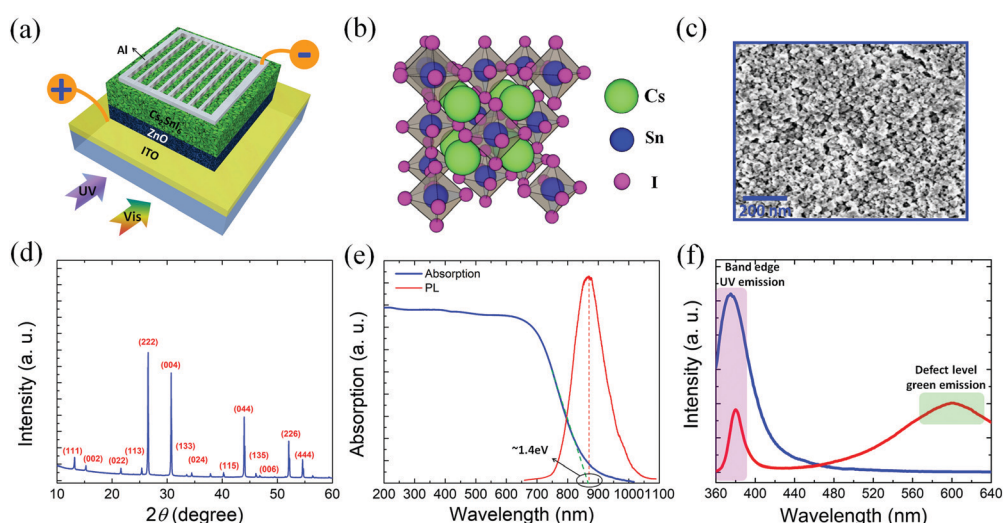 (a)
Al
−
+
Cs2SnI6
ZnO
ITO
UV
Vis
(b)
Cs
Sn
I
(c)
200 nm
(d)
Intensity (a. u.)
(111)
(002)
(022)
(113)
(222)
(004)
(133)
(024)
(115)
(044)
(135)
(006)
(226)
(444)
10 20 30 40 50 60
2θ (degree)
(e)
Absorption (a. u.)
Absorption
PL
~1.4eV
200 300 400 500 600 700 800 900 1000 1100
Wavelength (nm)
(f)
Intensity (a. u.)
Band edge
UV emission
Defect level
green emission
360 400 440 480 520 560 600 640
Wavelength (nm)